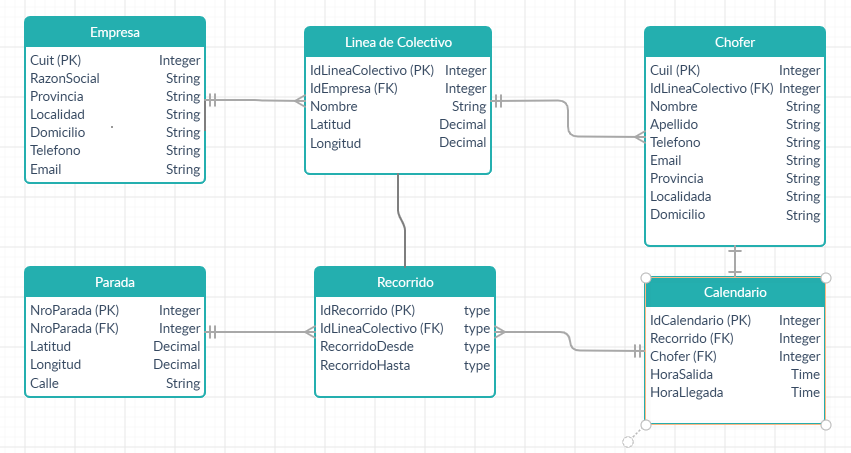 Empresa
Cuit (PK) Integer
RazonSocial String
Provincia String
Localidad String
Domicilio String
Telefono String
Email String
Linea de Colectivo
IdLineaColectivo (PK) Integer
IdEmpresa (FK) Integer
Nombre String
Latitud Decimal
Longitud Decimal
Chofer
Cuil (PK) Integer
IdLineaColectivo (FK) Integer
Nombre String
Apellido String
Telefono String
Email String
Provincia String
Localidada String
Domicilio String
Parada
NroParada (PK) Integer
NroParada (FK) Integer
Latitud Decimal
Longitud Decimal
Calle String
Recorrido
IdRecorrido (PK) type
IdLineaColectivo (FK) type
RecorridoDesde type
RecorridoHasta type
Calendario
IdCalendario (PK) Integer
Recorrido (FK) Integer
Chofer (FK) Integer
HoraSalida Time
HoraLlegada Time